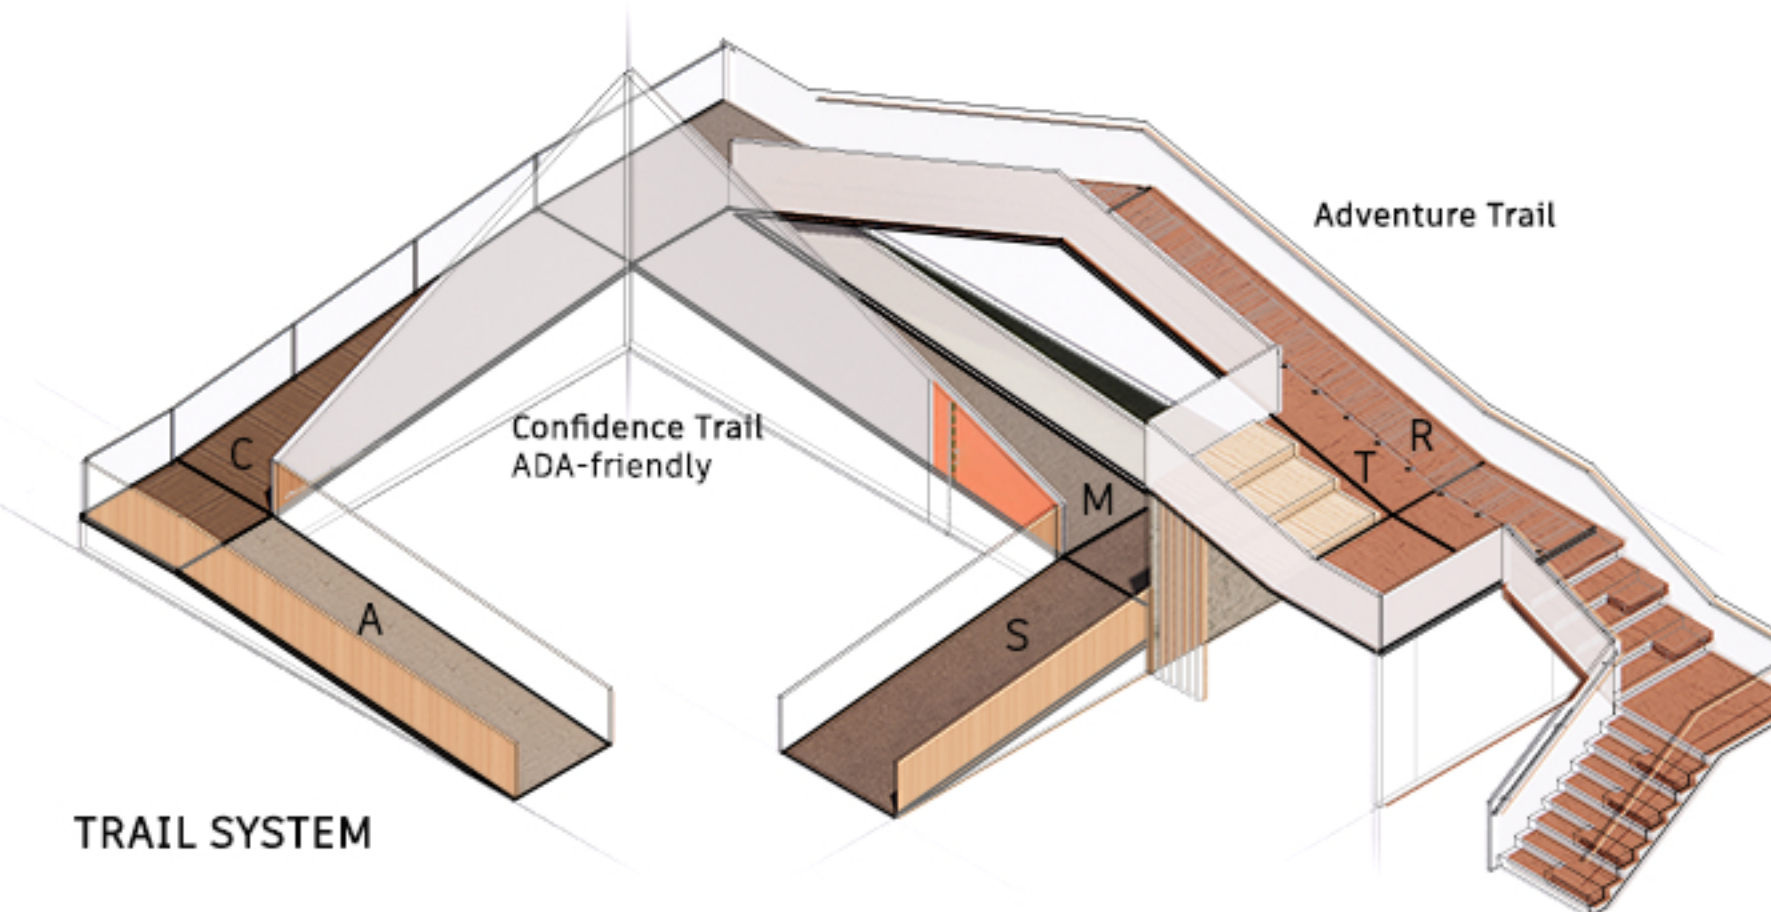 Adventure Trail
Confidence Trail
ADA-friendly
C
R
T
M
A
S
TRAIL SYSTEM